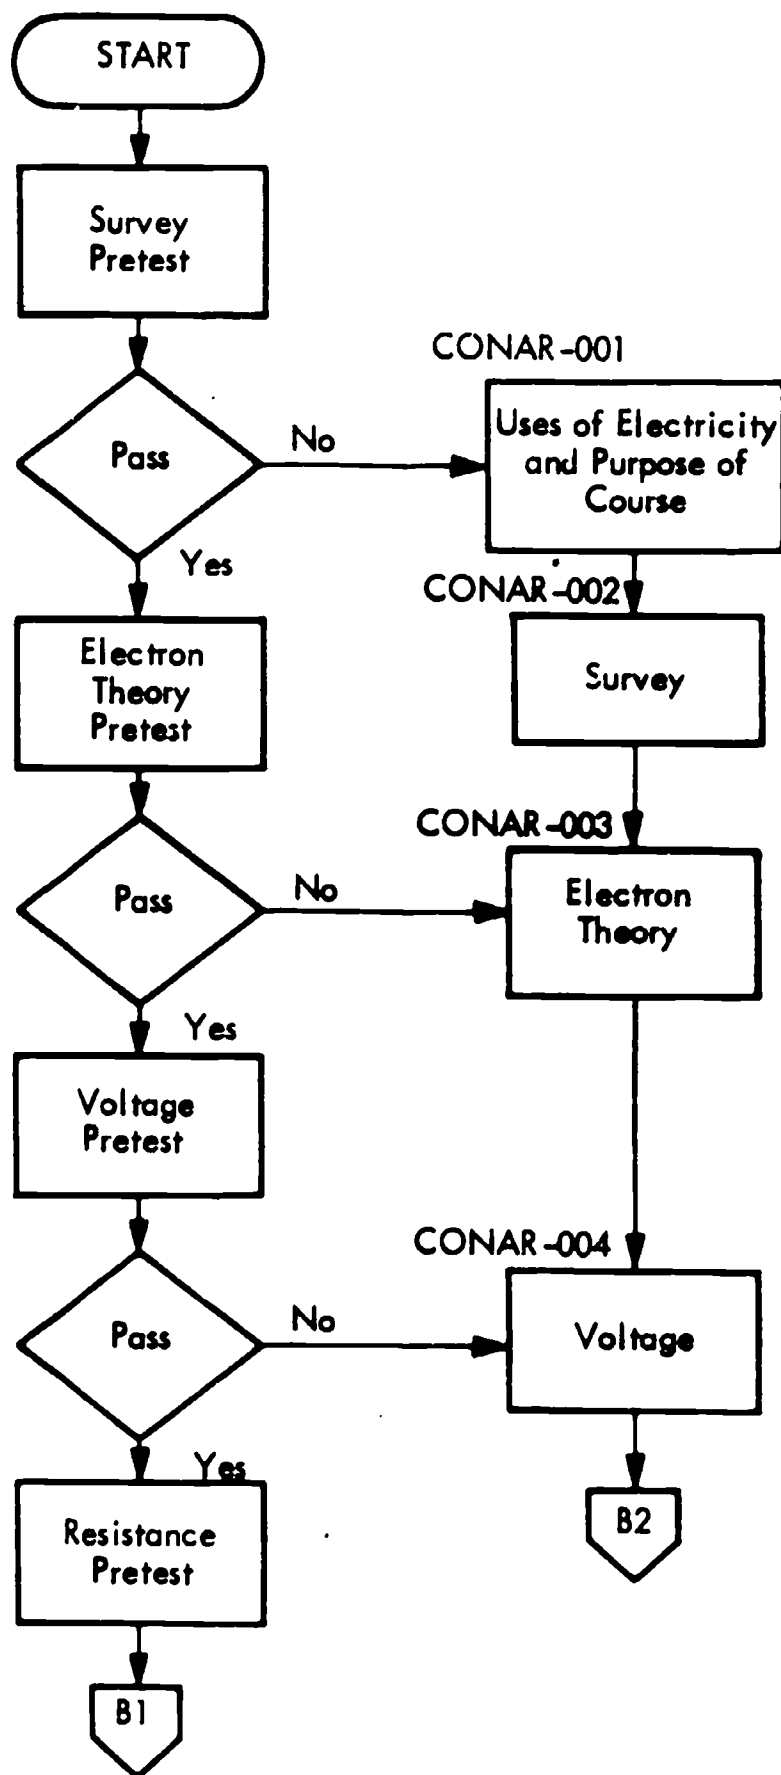 START
Survey
Pretest
CONAR-001
Pass
No
Uses of Electricity
and Purpose of
Course
Yes
CONAR-002
Electron
Theory
Pretest
Survey
CONAR-003
Pass
No
Electron
Theory
Yes
Voltage
Pretest
CONAR-004
Pass
No
Voltage
Yes
Resistance
Pretest
B2
B1